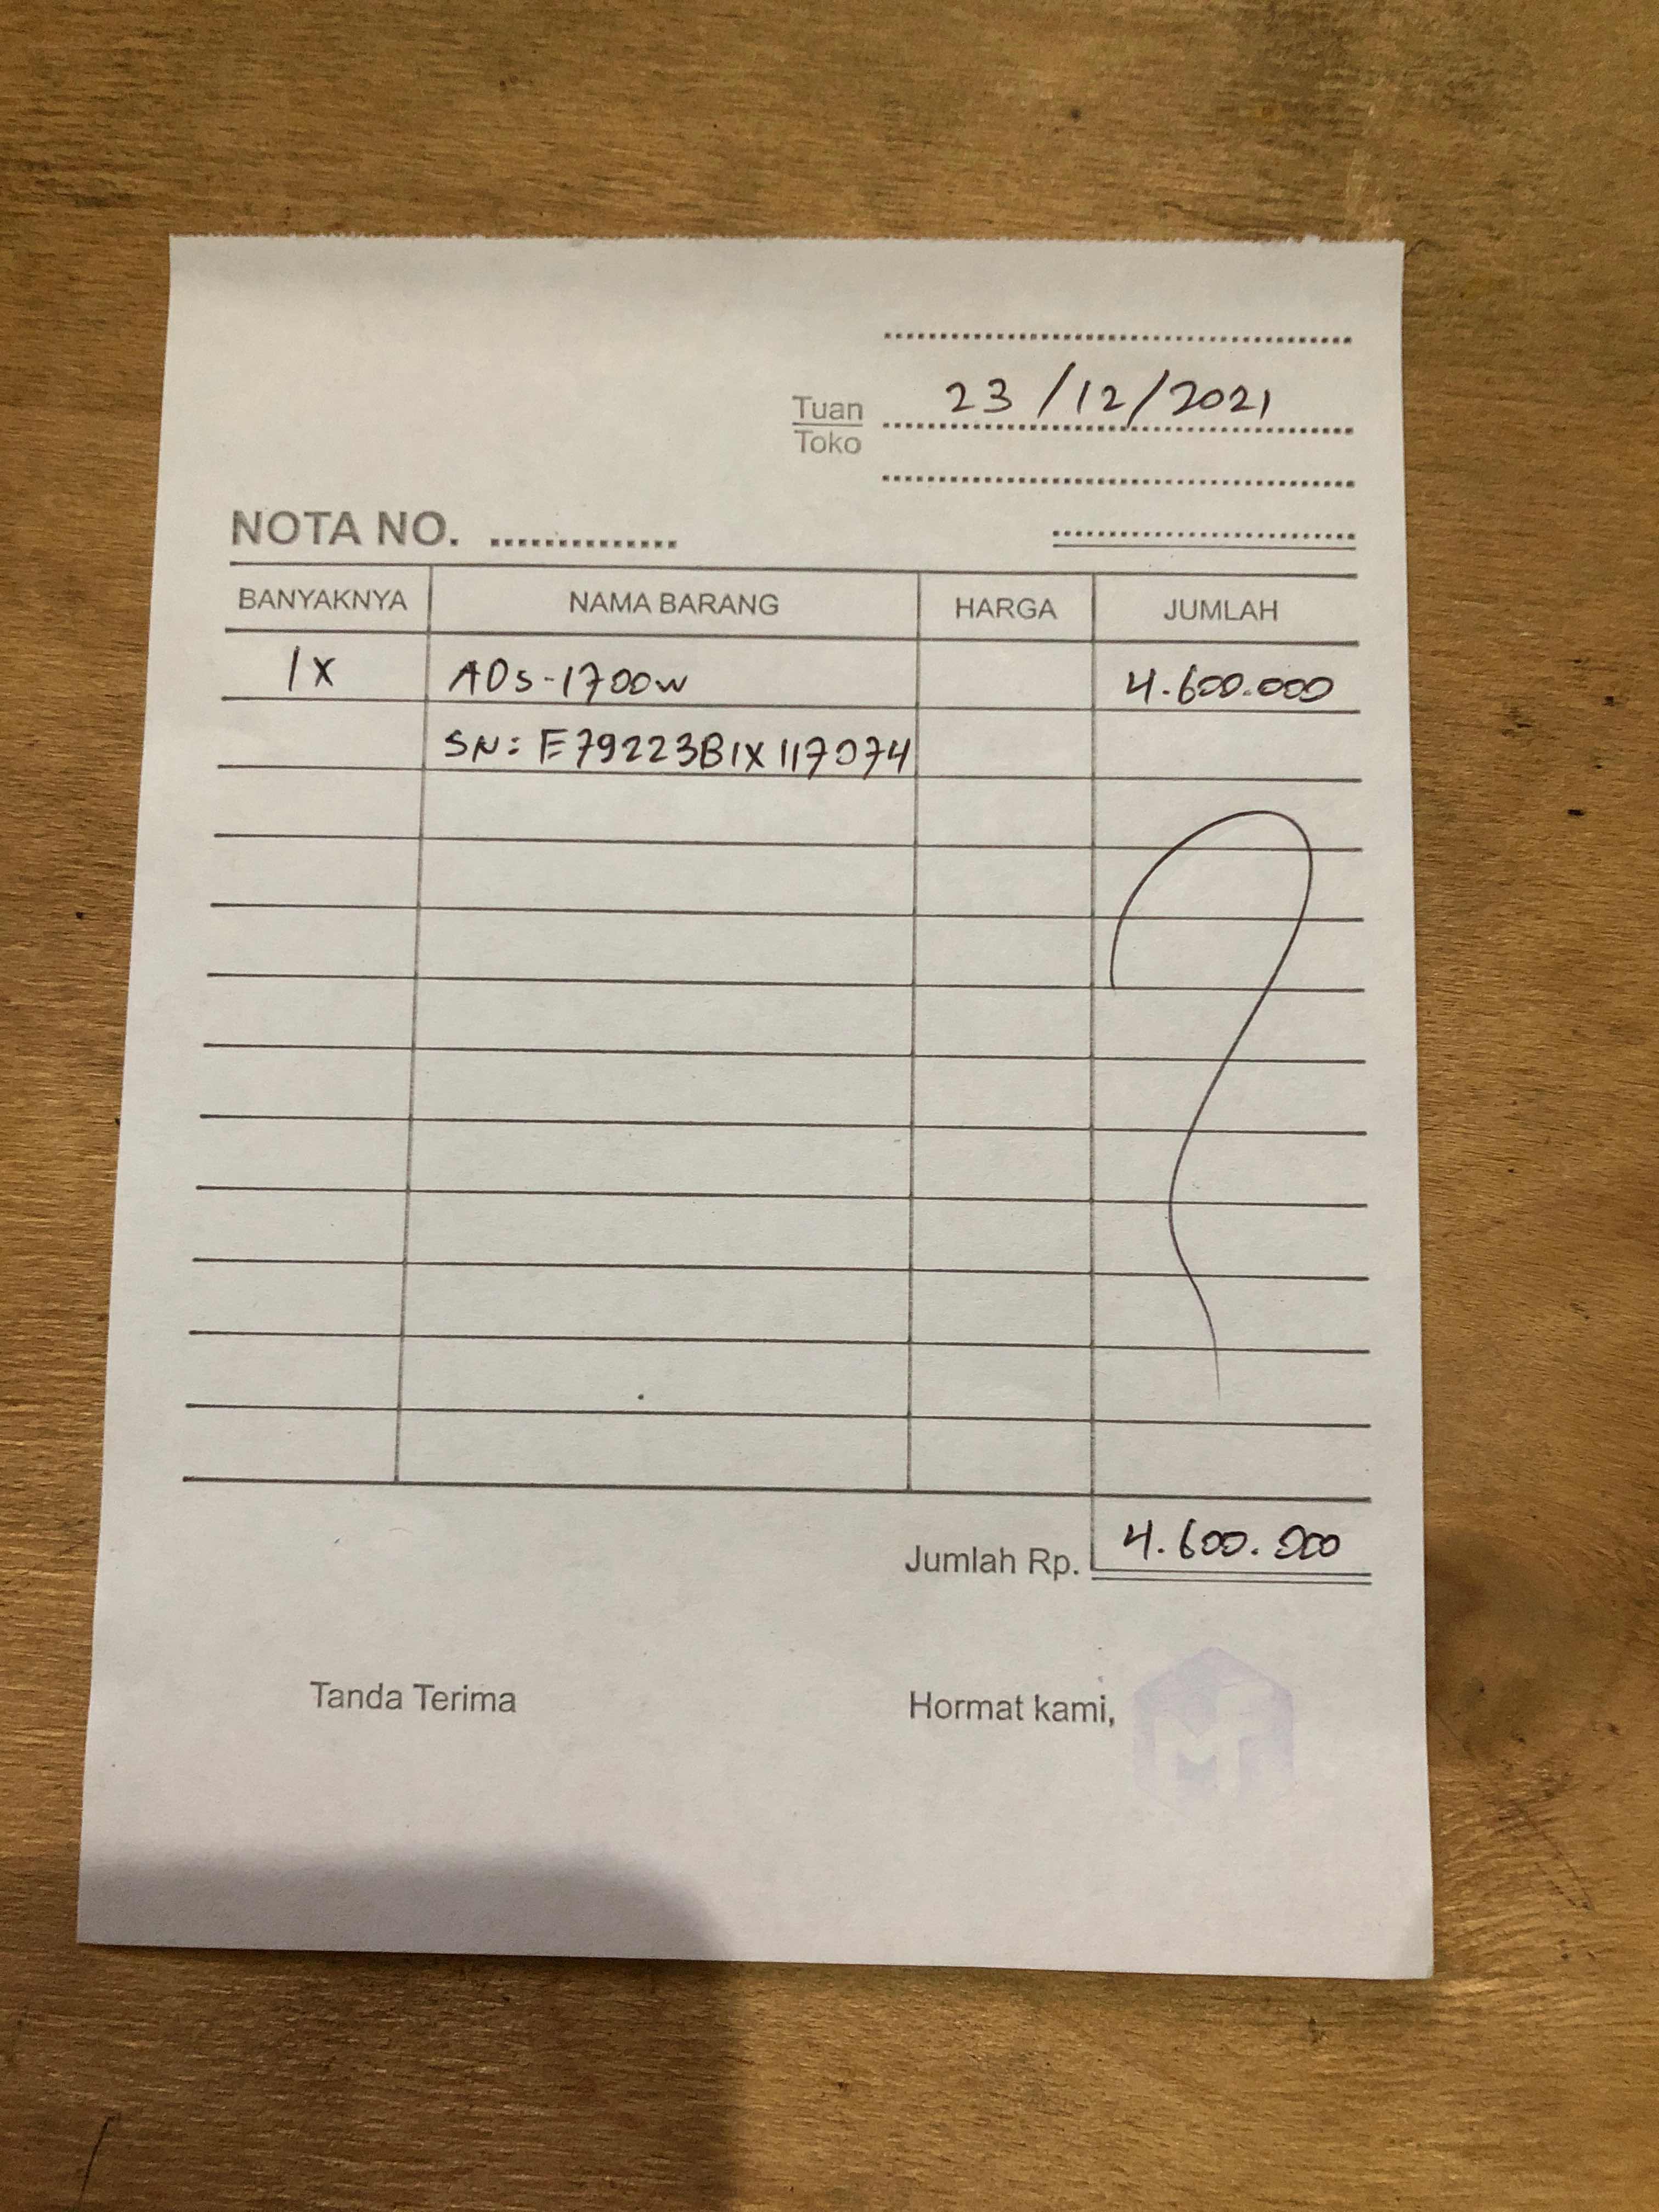 23/12/2021
Tuan
Toko
NOTA NO. ..............
BANYAKNYA NAMA BARANG HARGA JUMLAH
1X ADS-1700W 4.600.000
SN: E79223B1X117074
Jumlah Rp. 4.600.000
Tanda Terima Hormat kami,